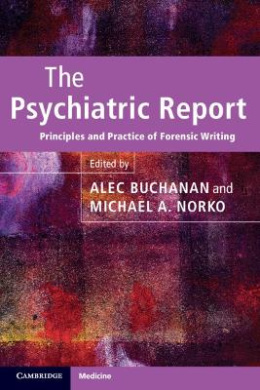 The
Psychiatric Report
Principles and Practice of Forensic Writing
Edited by
ALEC BUCHANAN and
MICHAEL A. NORKO
CAMBRIDGE Medicine